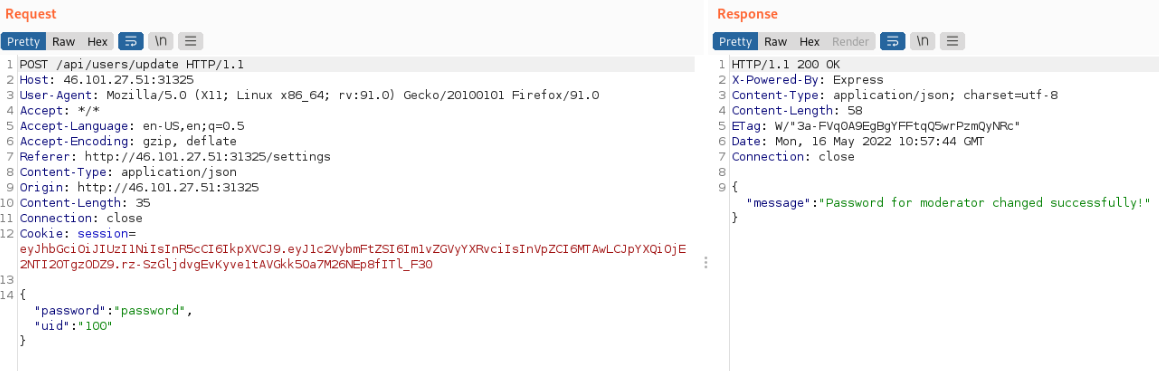 Request
Pretty Raw Hex \n
1 POST /api/users/update HTTP/1.1
2 Host: 46.101.27.51:31325
3 User-Agent: Mozilla/5.0 (X11; Linux x86_64; rv:91.0) Gecko/20100101 Firefox/91.0
4 Accept: */*
5 Accept-Language: en-US,en;q=0.5
6 Accept-Encoding: gzip, deflate
7 Referer: http://46.101.27.51:31325/settings
8 Content-Type: application/json
9 Origin: http://46.101.27.51:31325
10 Content-Length: 35
11 Connection: close
12 Cookie: session=
eyJhbGciOiJIUzI1NiIsInR5cCI6IkpXVCJ9.eyJ1c2VybmFtZSI6Im1vZGVyYXRvciIsInVpZCI6MTAwLCJpYXQiOjE
2NTI2OTgzODZ9.rz-SzGljdvgEvKyve1tAVGkk5Oa7M26NEp8fITl_F30
13
14 {
"password":"password",
"uid":"100"
}
Response
Pretty Raw Hex Render \n
1 HTTP/1.1 200 OK
2 X-Powered-By: Express
3 Content-Type: application/json; charset=utf-8
4 Content-Length: 58
5 ETag: W/"3a-FVqOA9EgBgYFFtqQ5wrPzmQyNRc"
6 Date: Mon, 16 May 2022 10:57:44 GMT
7 Connection: close
8
9 {
"message":"Password for moderator changed successfully!"
}